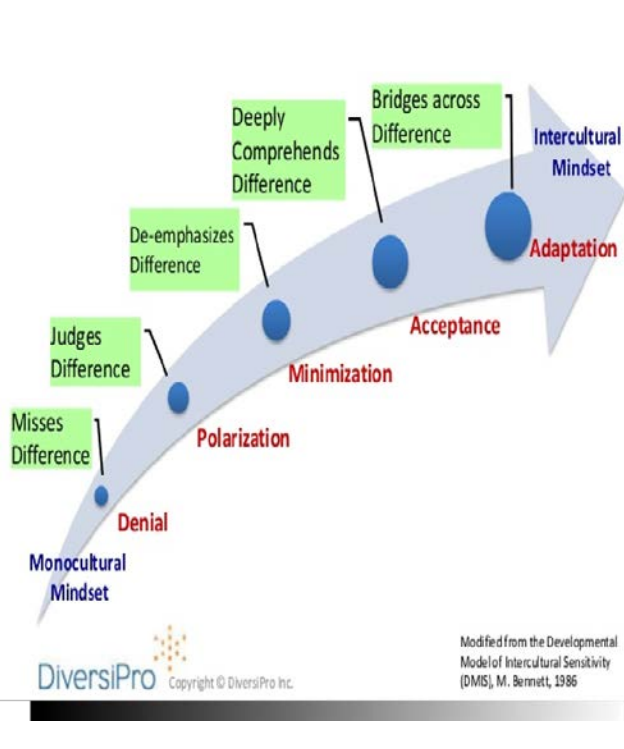 Bridges across
Difference
Deeply
Comprehends
Difference
Intercultural
Mindset
De-emphasizes
Difference
Adaptation
Judges
Difference
Acceptance
Minimization
Misses
Difference
Polarization
Denial
Monocultural
Mindset
DiversiPro
Copyright © DiversiPro Inc.
Modified from the Developmental
Model of Intercultural Sensitivity
(DMIS), M. Bennett, 1986